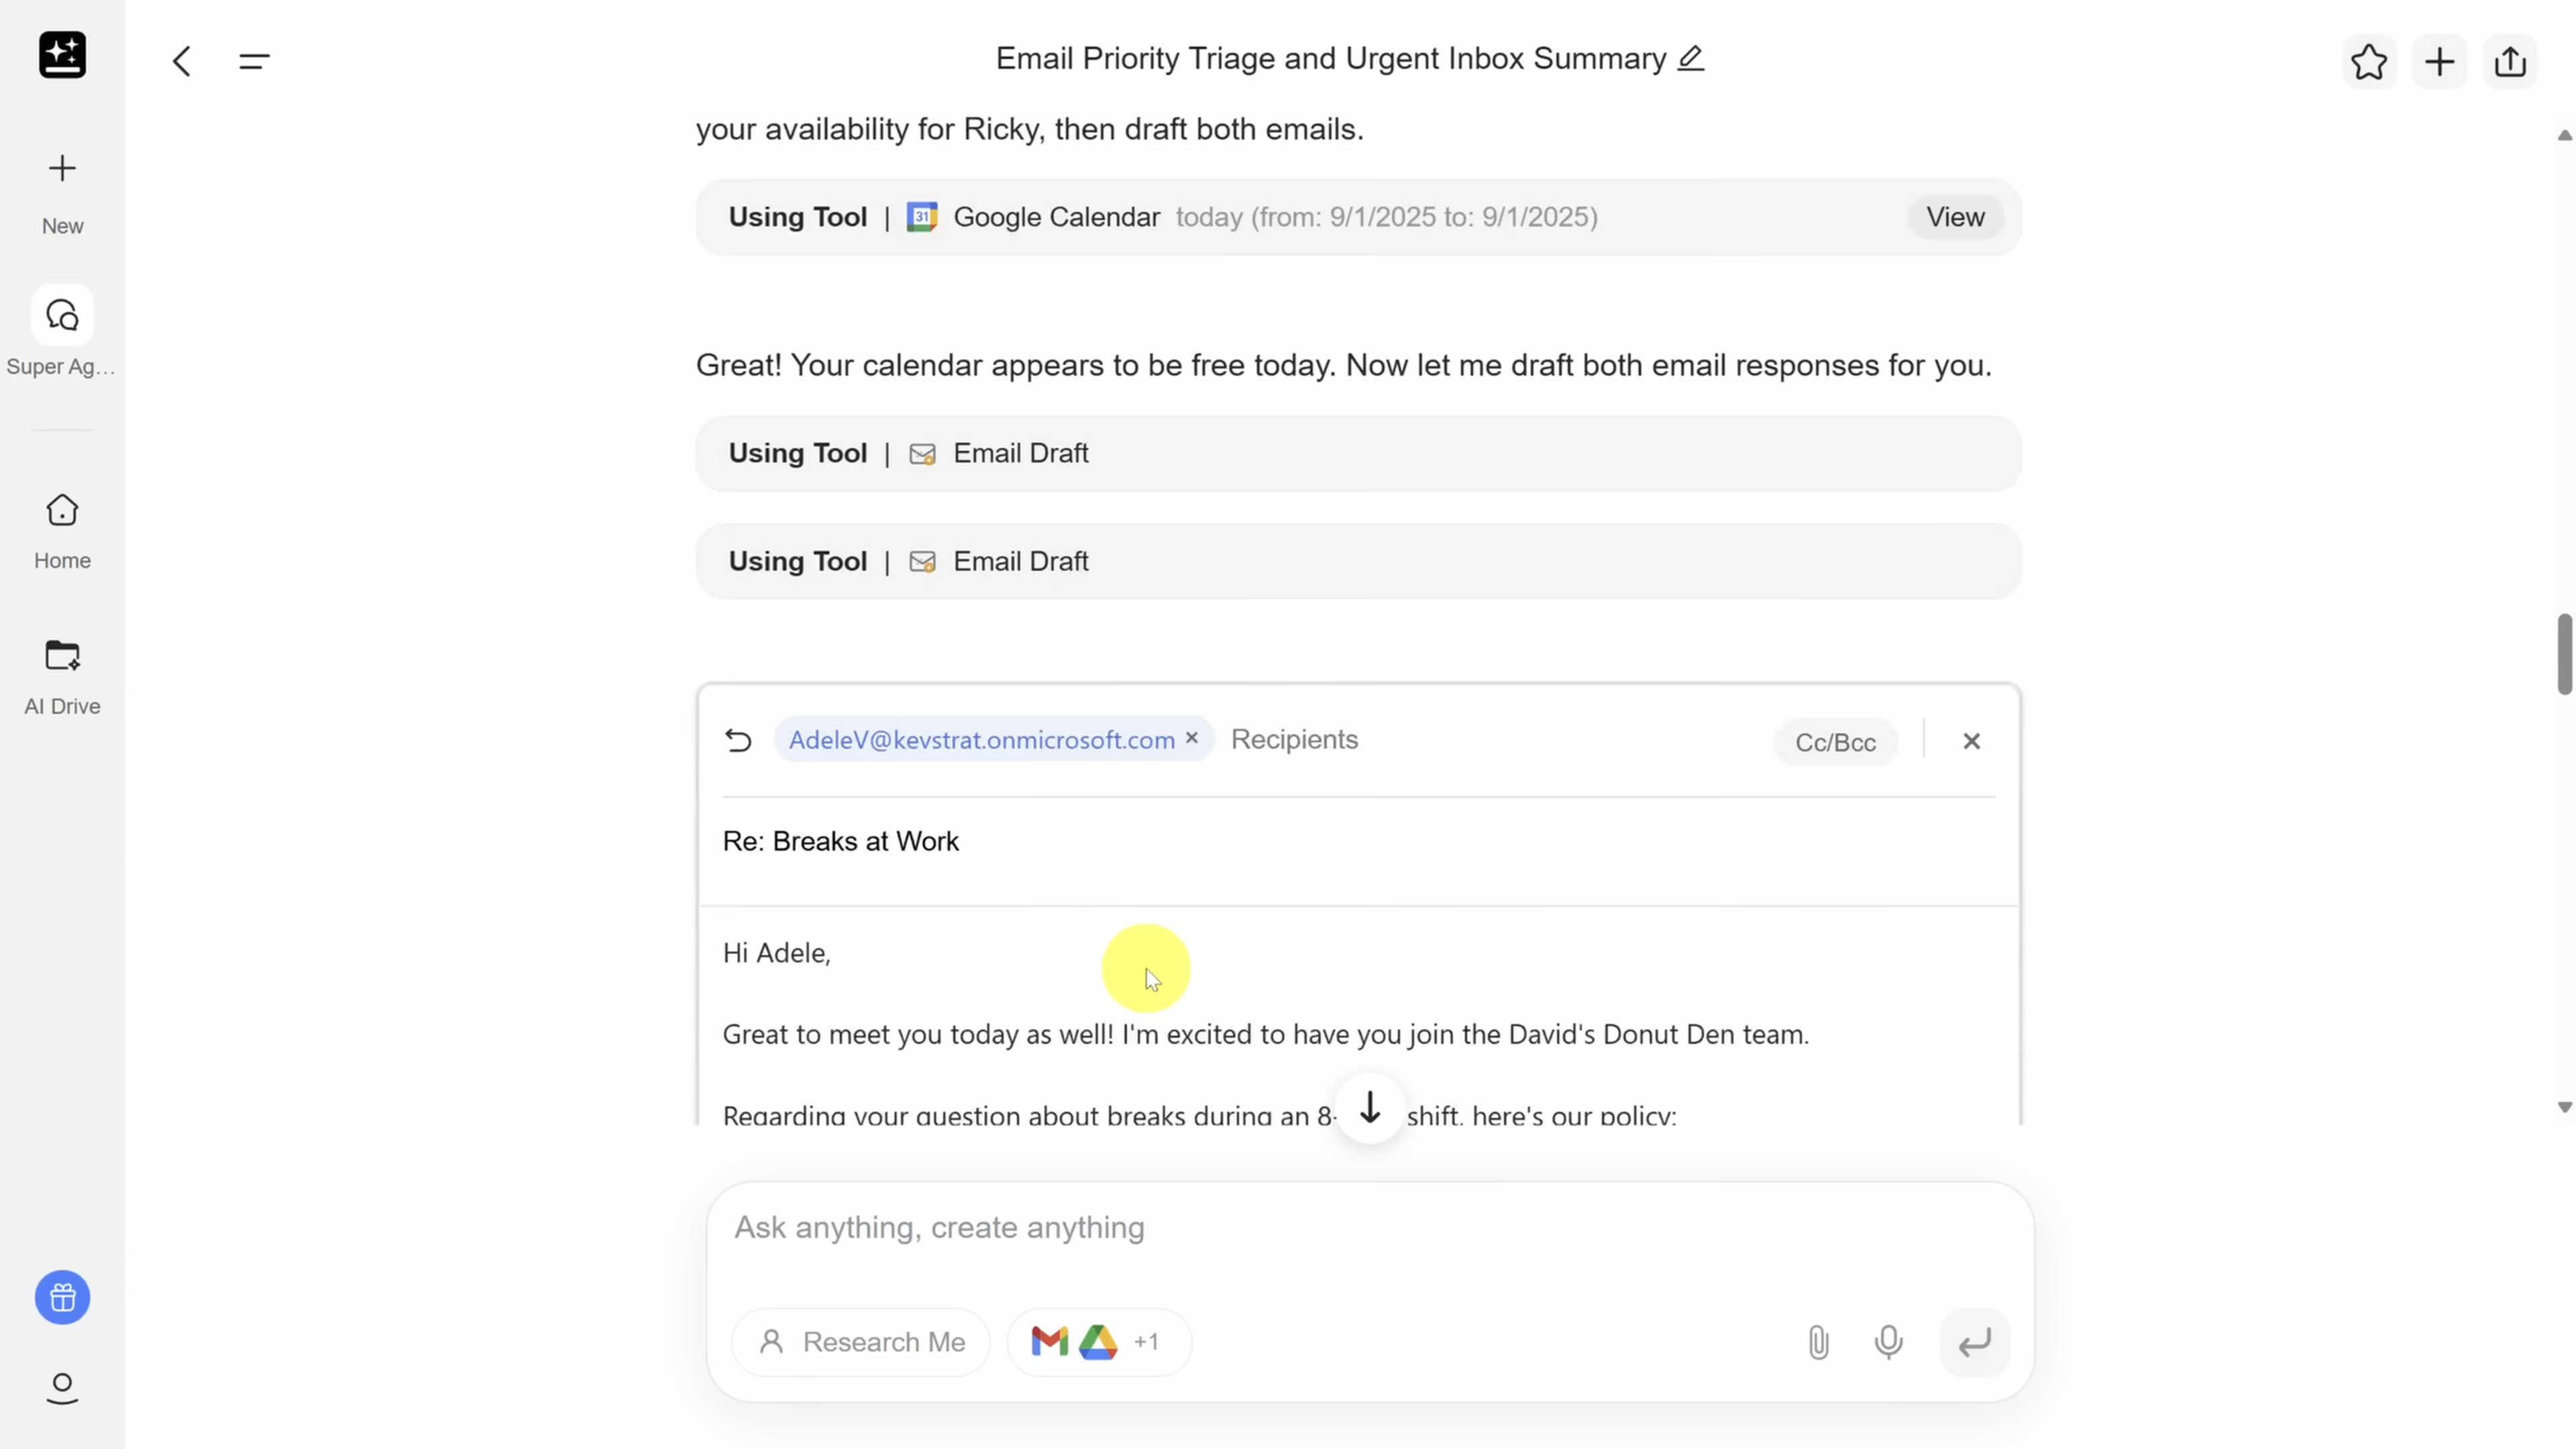 Email Priority Triage and Urgent Inbox Summary
your availability for Ricky, then draft both emails.
Using Tool | 31 Google Calendar today (from: 9/1/2025 to: 9/1/2025) View
Great! Your calendar appears to be free today. Now let me draft both email responses for you.
Using Tool | Email Draft
Using Tool | Email Draft
AdeleV@kevstrat.onmicrosoft.com × Recipients Cc/Bcc ×
Re: Breaks at Work
Hi Adele,
Great to meet you today as well! I'm excited to have you join the David's Donut Den team.
Regarding your question about breaks during an 8- shift, here's our policy:
Ask anything, create anything
Research Me +1
New
Super Ag...
Home
AI Drive